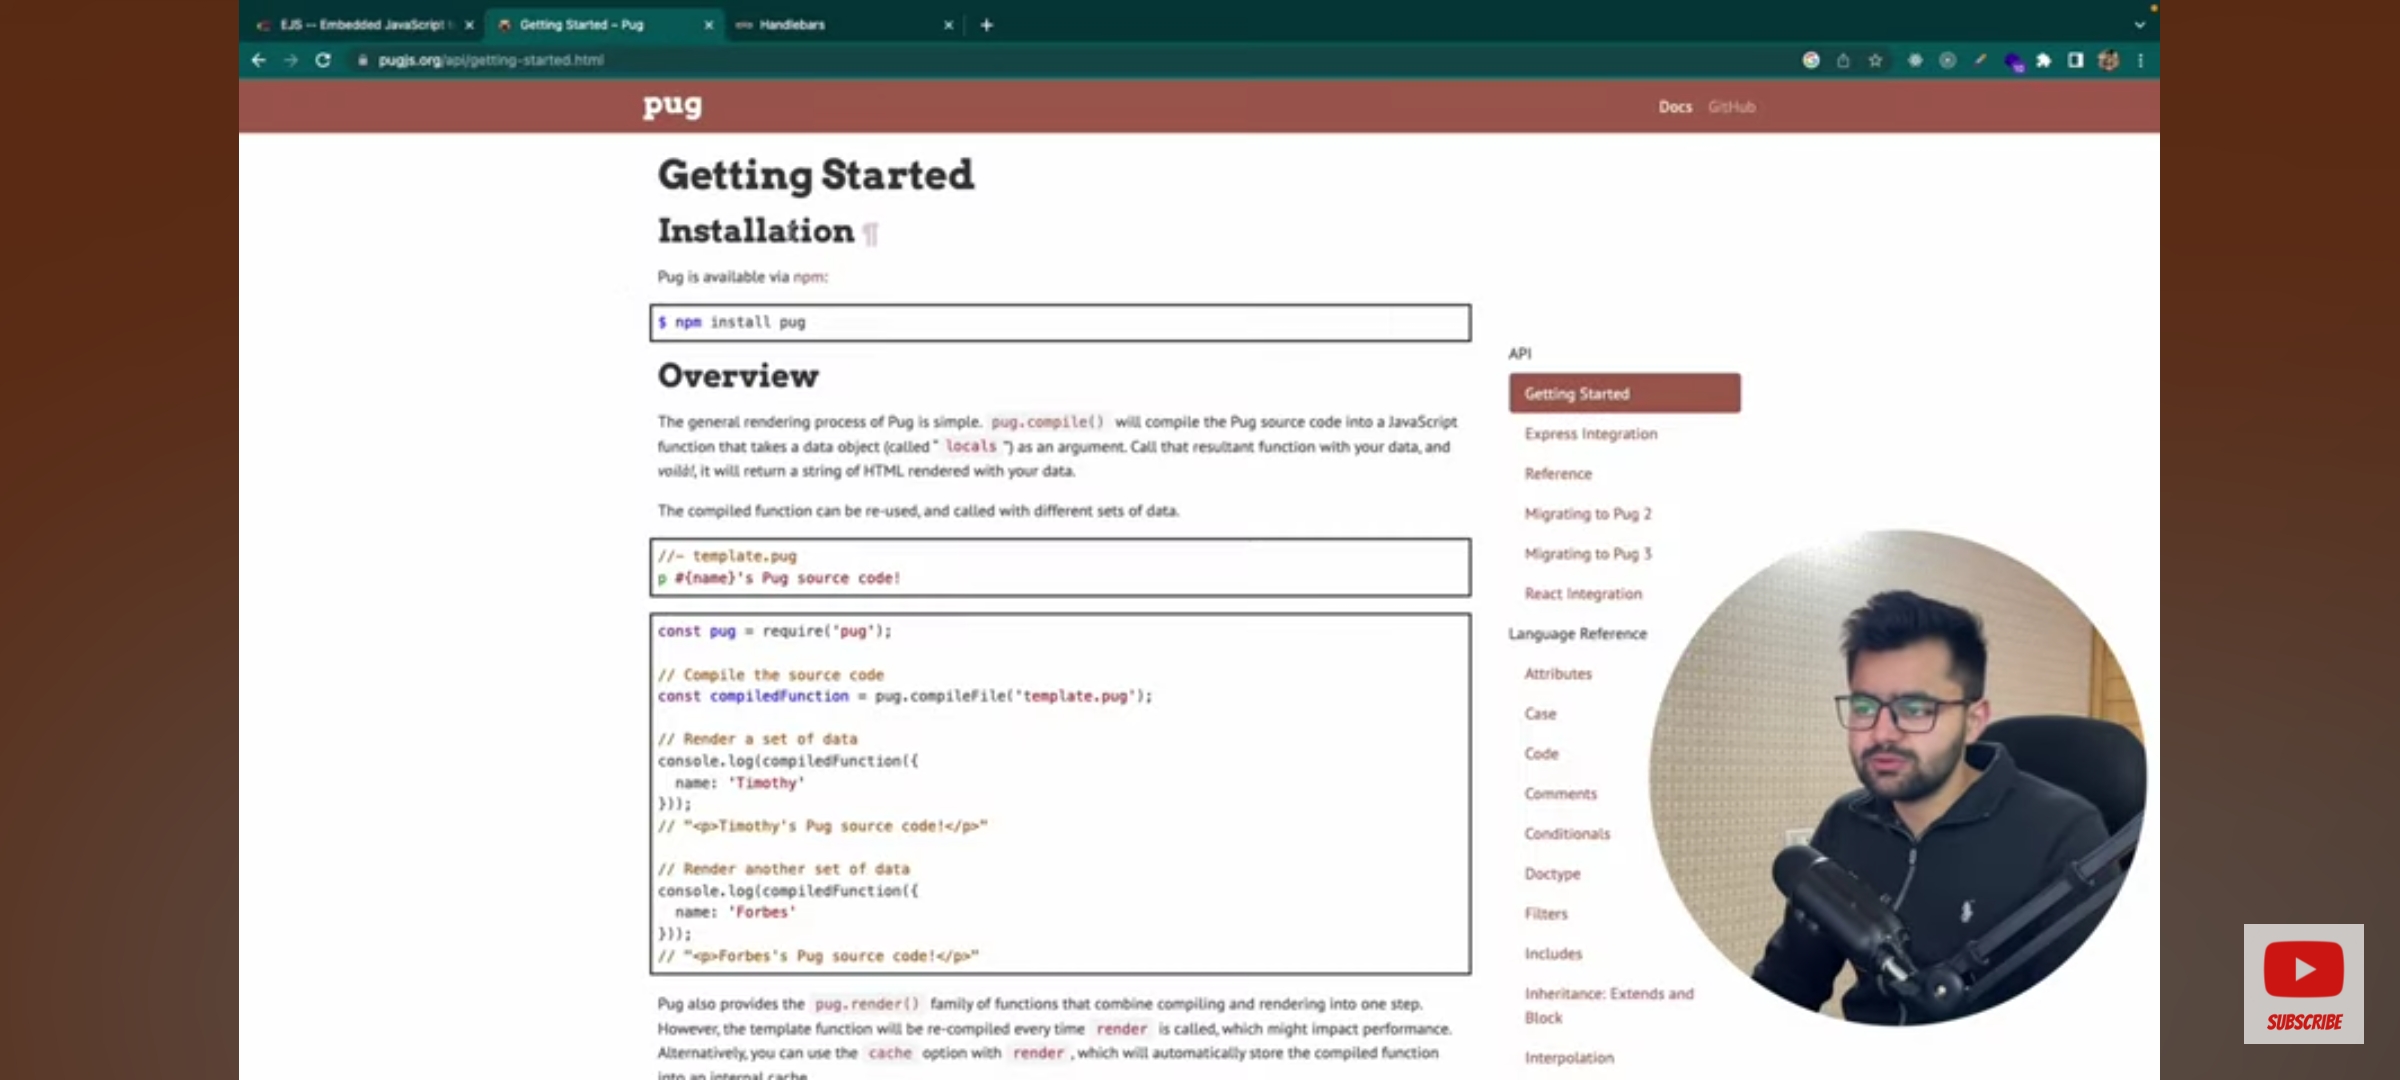 EJS -- Embedded JavaScript t
Getting Started – Pug
Handlebars
pugjs.org/api/getting-started.html
pug
Docs GitHub
Getting Started
Installation ¶
Pug is available via npm:
$ npm install pug
Overview
The general rendering process of Pug is simple. pug.compile() will compile the Pug source code into a JavaScript
function that takes a data object (called “ locals ”) as an argument. Call that resultant function with your data, and
voilà!, it will return a string of HTML rendered with your data.
The compiled function can be re-used, and called with different sets of data.
//- template.pug
p #{name}'s Pug source code!
const pug = require('pug');
// Compile the source code
const compiledFunction = pug.compileFile('template.pug');
// Render a set of data
console.log(compiledFunction({
name: 'Timothy'
}));
// "<p>Timothy's Pug source code!</p>"
// Render another set of data
console.log(compiledFunction({
name: 'Forbes'
}));
// "<p>Forbes's Pug source code!</p>"
Pug also provides the pug.render() family of functions that combine compiling and rendering into one step.
However, the template function will be re-compiled every time render is called, which might impact performance.
Alternatively, you can use the cache option with render , which will automatically store the compiled function
into an internal cache.
API
Getting Started
Express Integration
Reference
Migrating to Pug 2
Migrating to Pug 3
React Integration
Language Reference
Attributes
Case
Code
Comments
Conditionals
Doctype
Filters
Includes
Inheritance: Extends and
Block
Interpolation
SUBSCRIBE